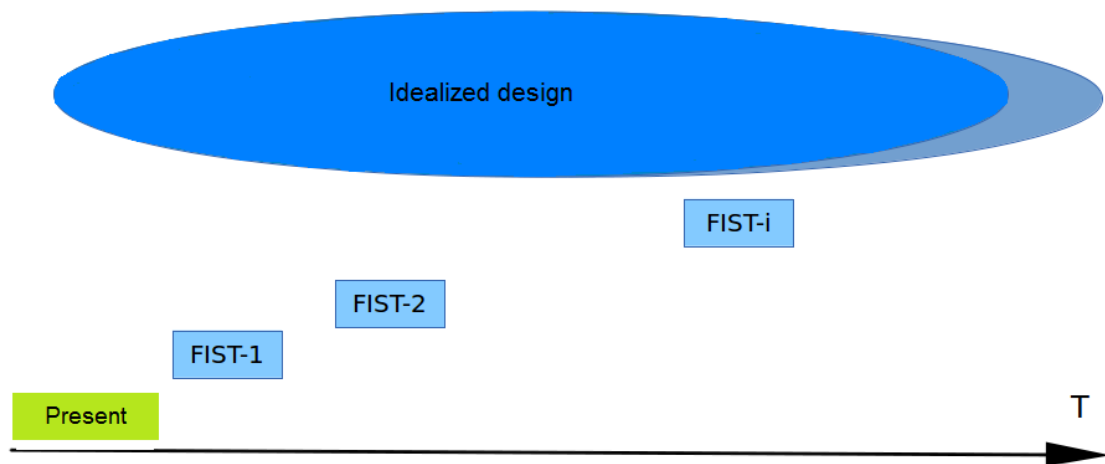 Idealized design
FIST-i
FIST-2
FIST-1
Present
T